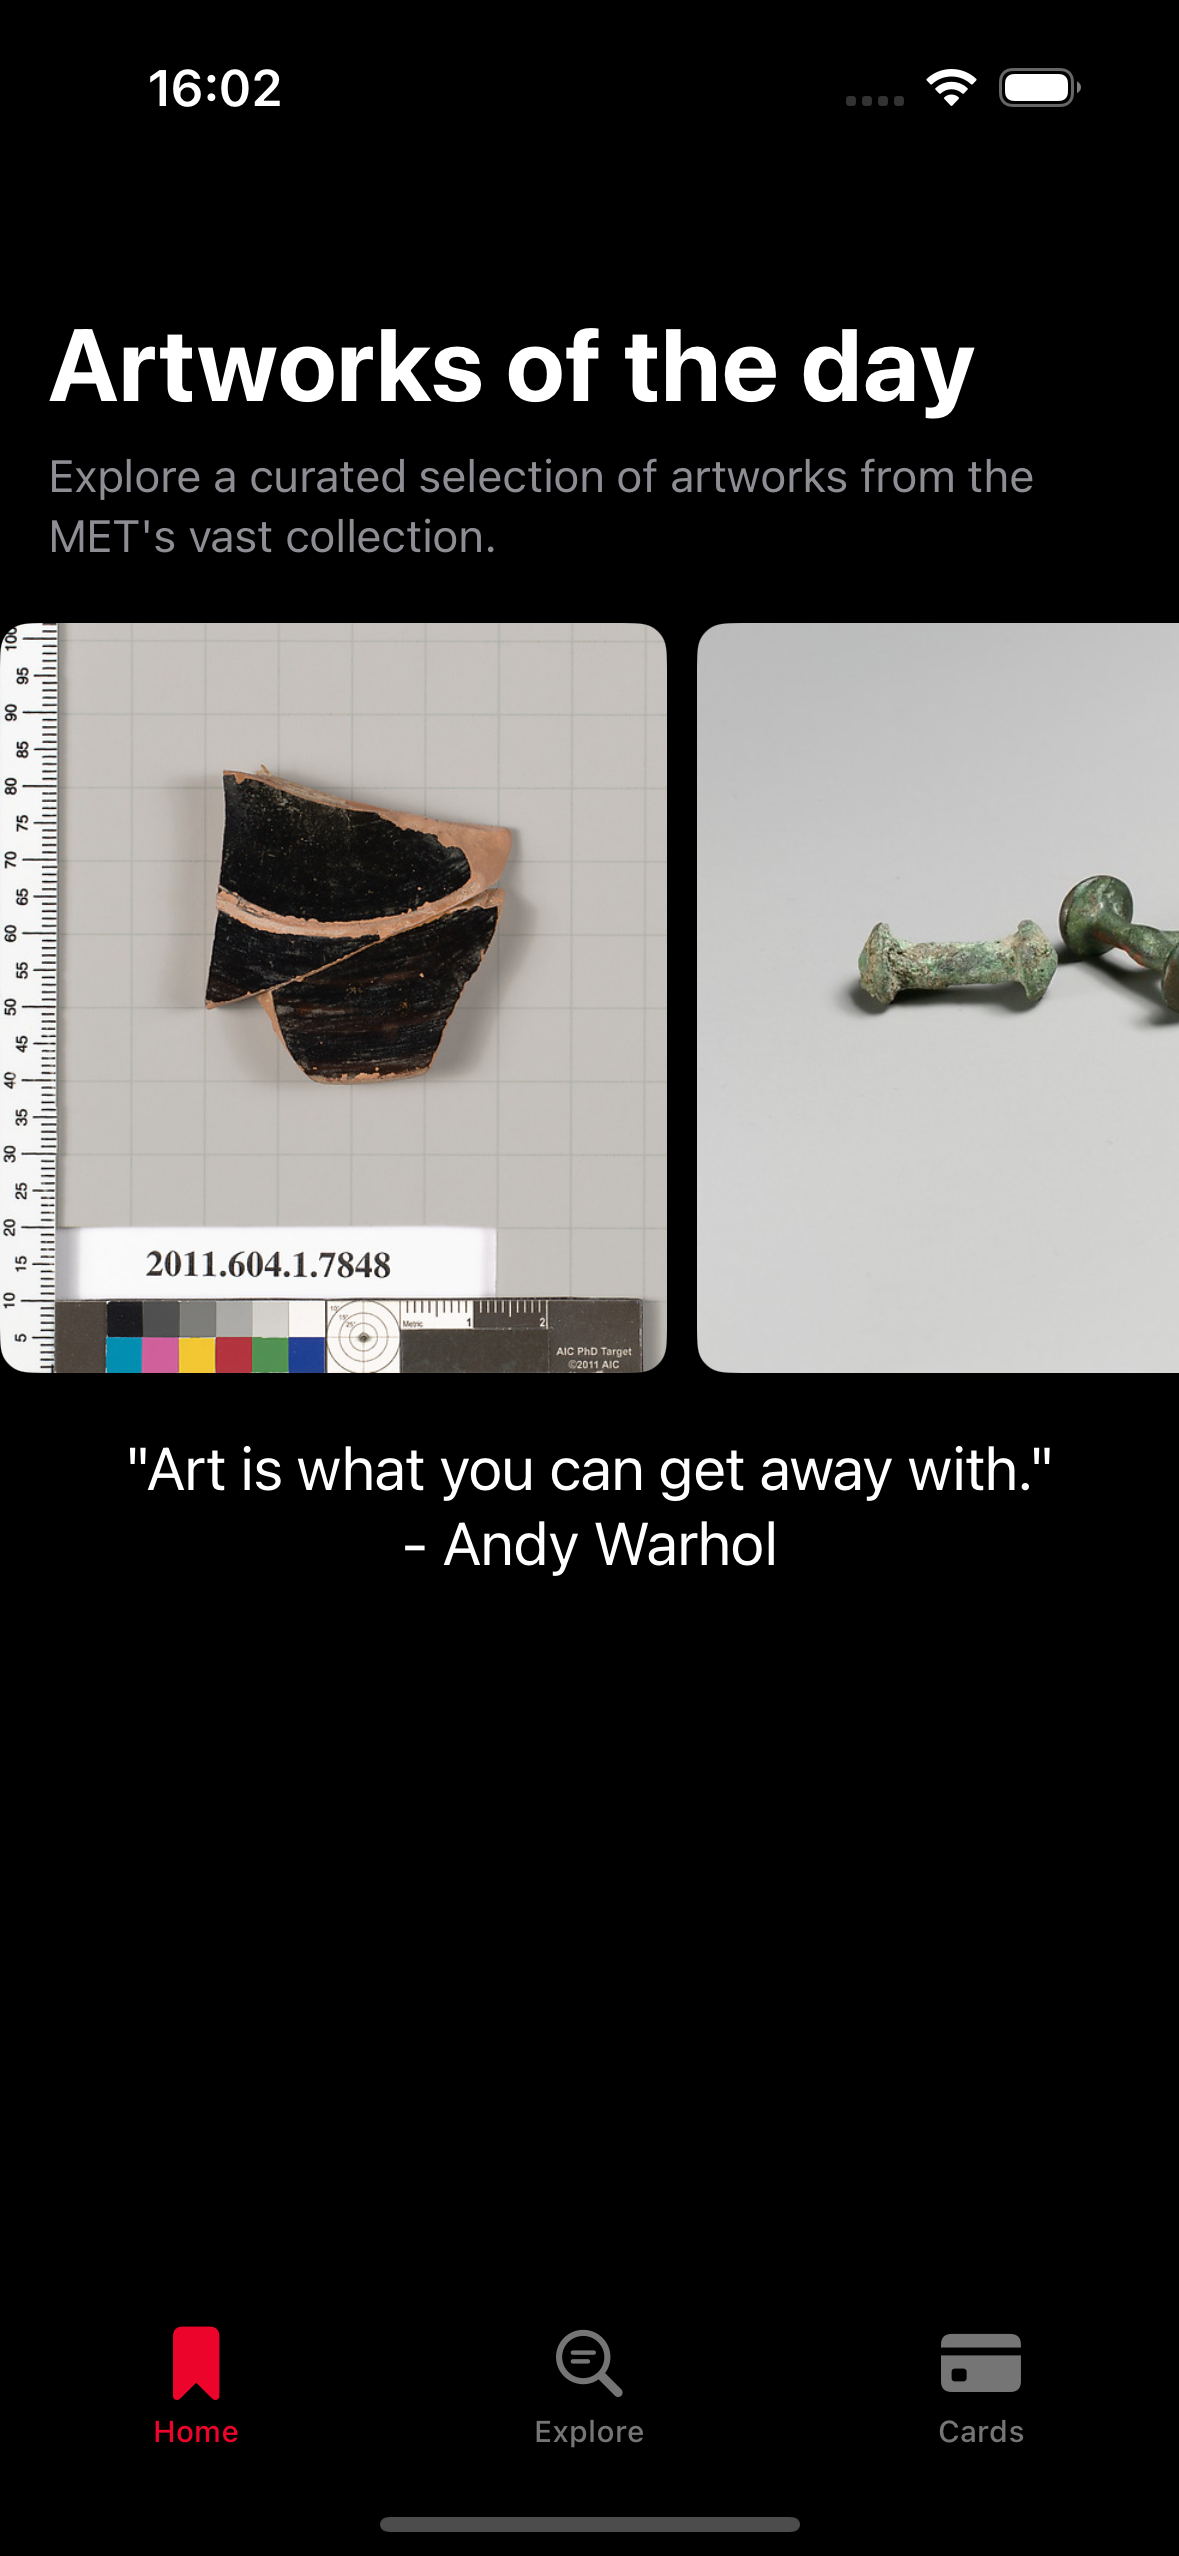 16:02
Artworks of the day
Explore a curated selection of artworks from the
MET's vast collection.
100
95
90
85
80
75
70
65
60
55
50
45
40
35
30
25
20
15
10
5
2011.604.1.7848
Metric
1
2
AIC PhD Target
©2011 AIC
"Art is what you can get away with."
- Andy Warhol
Home
Explore
Cards